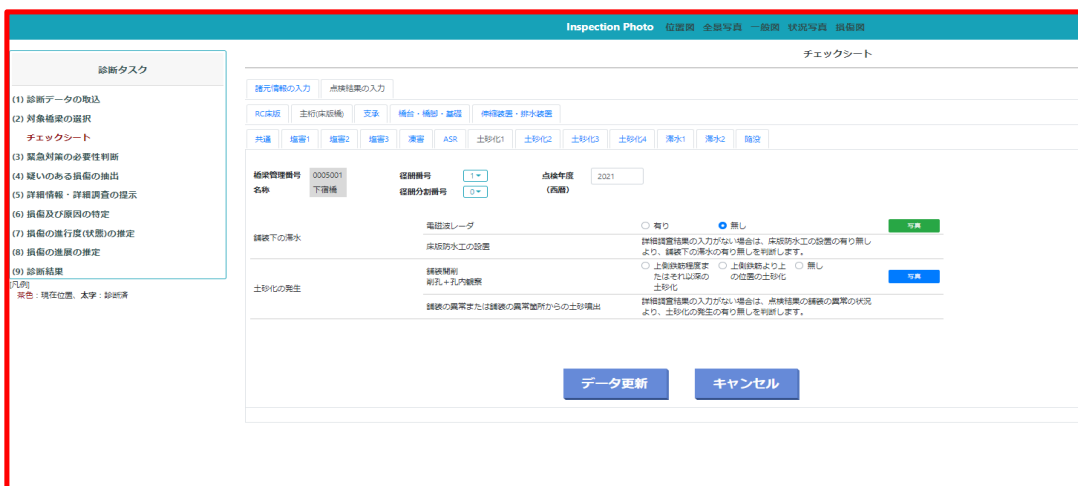 Inspection Photo 位置図 全景写真 一般図 状況写真 損傷図
チェックシート
診断タスク
(1) 診断データの取込
(2) 対象橋梁の選択
チェックシート
(3) 緊急対策の必要性判断
(4) 疑いのある損傷の抽出
(5) 詳細情報・詳細調査の提示
(6) 損傷及び原因の特定
(7) 損傷の進行度(状態)の推定
(8) 損傷の進展の推定
(9) 診断結果
[凡例]
茶色：現在位置、太字：診断済
諸元情報の入力 点検結果の入力
RC床版 主桁(床版橋) 支承 橋台・橋脚・基礎 伸縮装置・排水装置
共通 塩害1 塩害2 塩害3 凍害 ASR 土砂化1 土砂化2 土砂化3 土砂化4 滞水1 滞水2 陥没
橋梁管理番号 0005001 径間番号 1 点検年度 2021
名称 下宿橋 径間分割番号 0 (西暦)
舗装下の滞水
電磁波レーダ 有り 無し 写真
床版防水工の設置 詳細調査結果の入力がない場合は、床版防水工の設置の有り無し
より、舗装下の滞水の有り無しを判断します。
土砂化の発生
舗装開削
削孔＋孔内観察
上側鉄筋程度ま
たはそれ以深の
土砂化
上側鉄筋より上
の位置の土砂化
無し
写真
舗装の異常または舗装の異常箇所からの土砂噴出 詳細調査結果の入力がない場合は、点検結果の舗装の異常の状況
より、土砂化の発生の有り無しを判断します。
データ更新 キャンセル